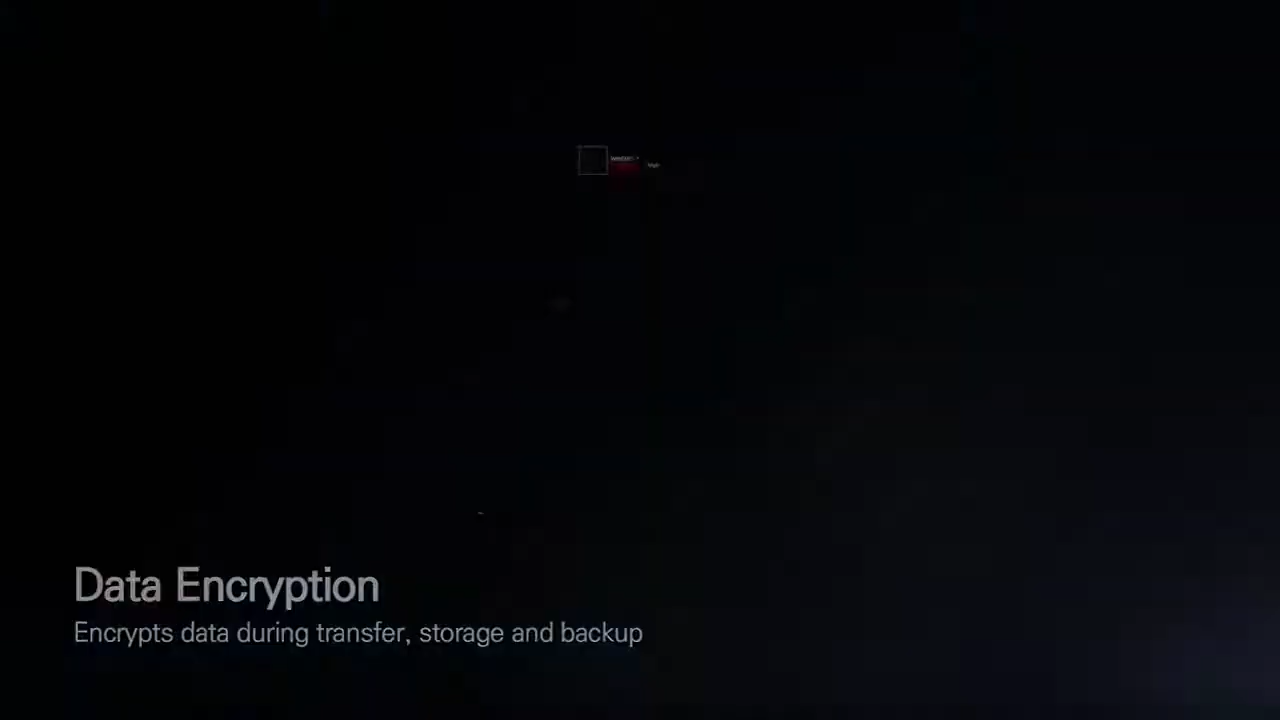 Data Encryption
Encrypts data during transfer, storage and backup